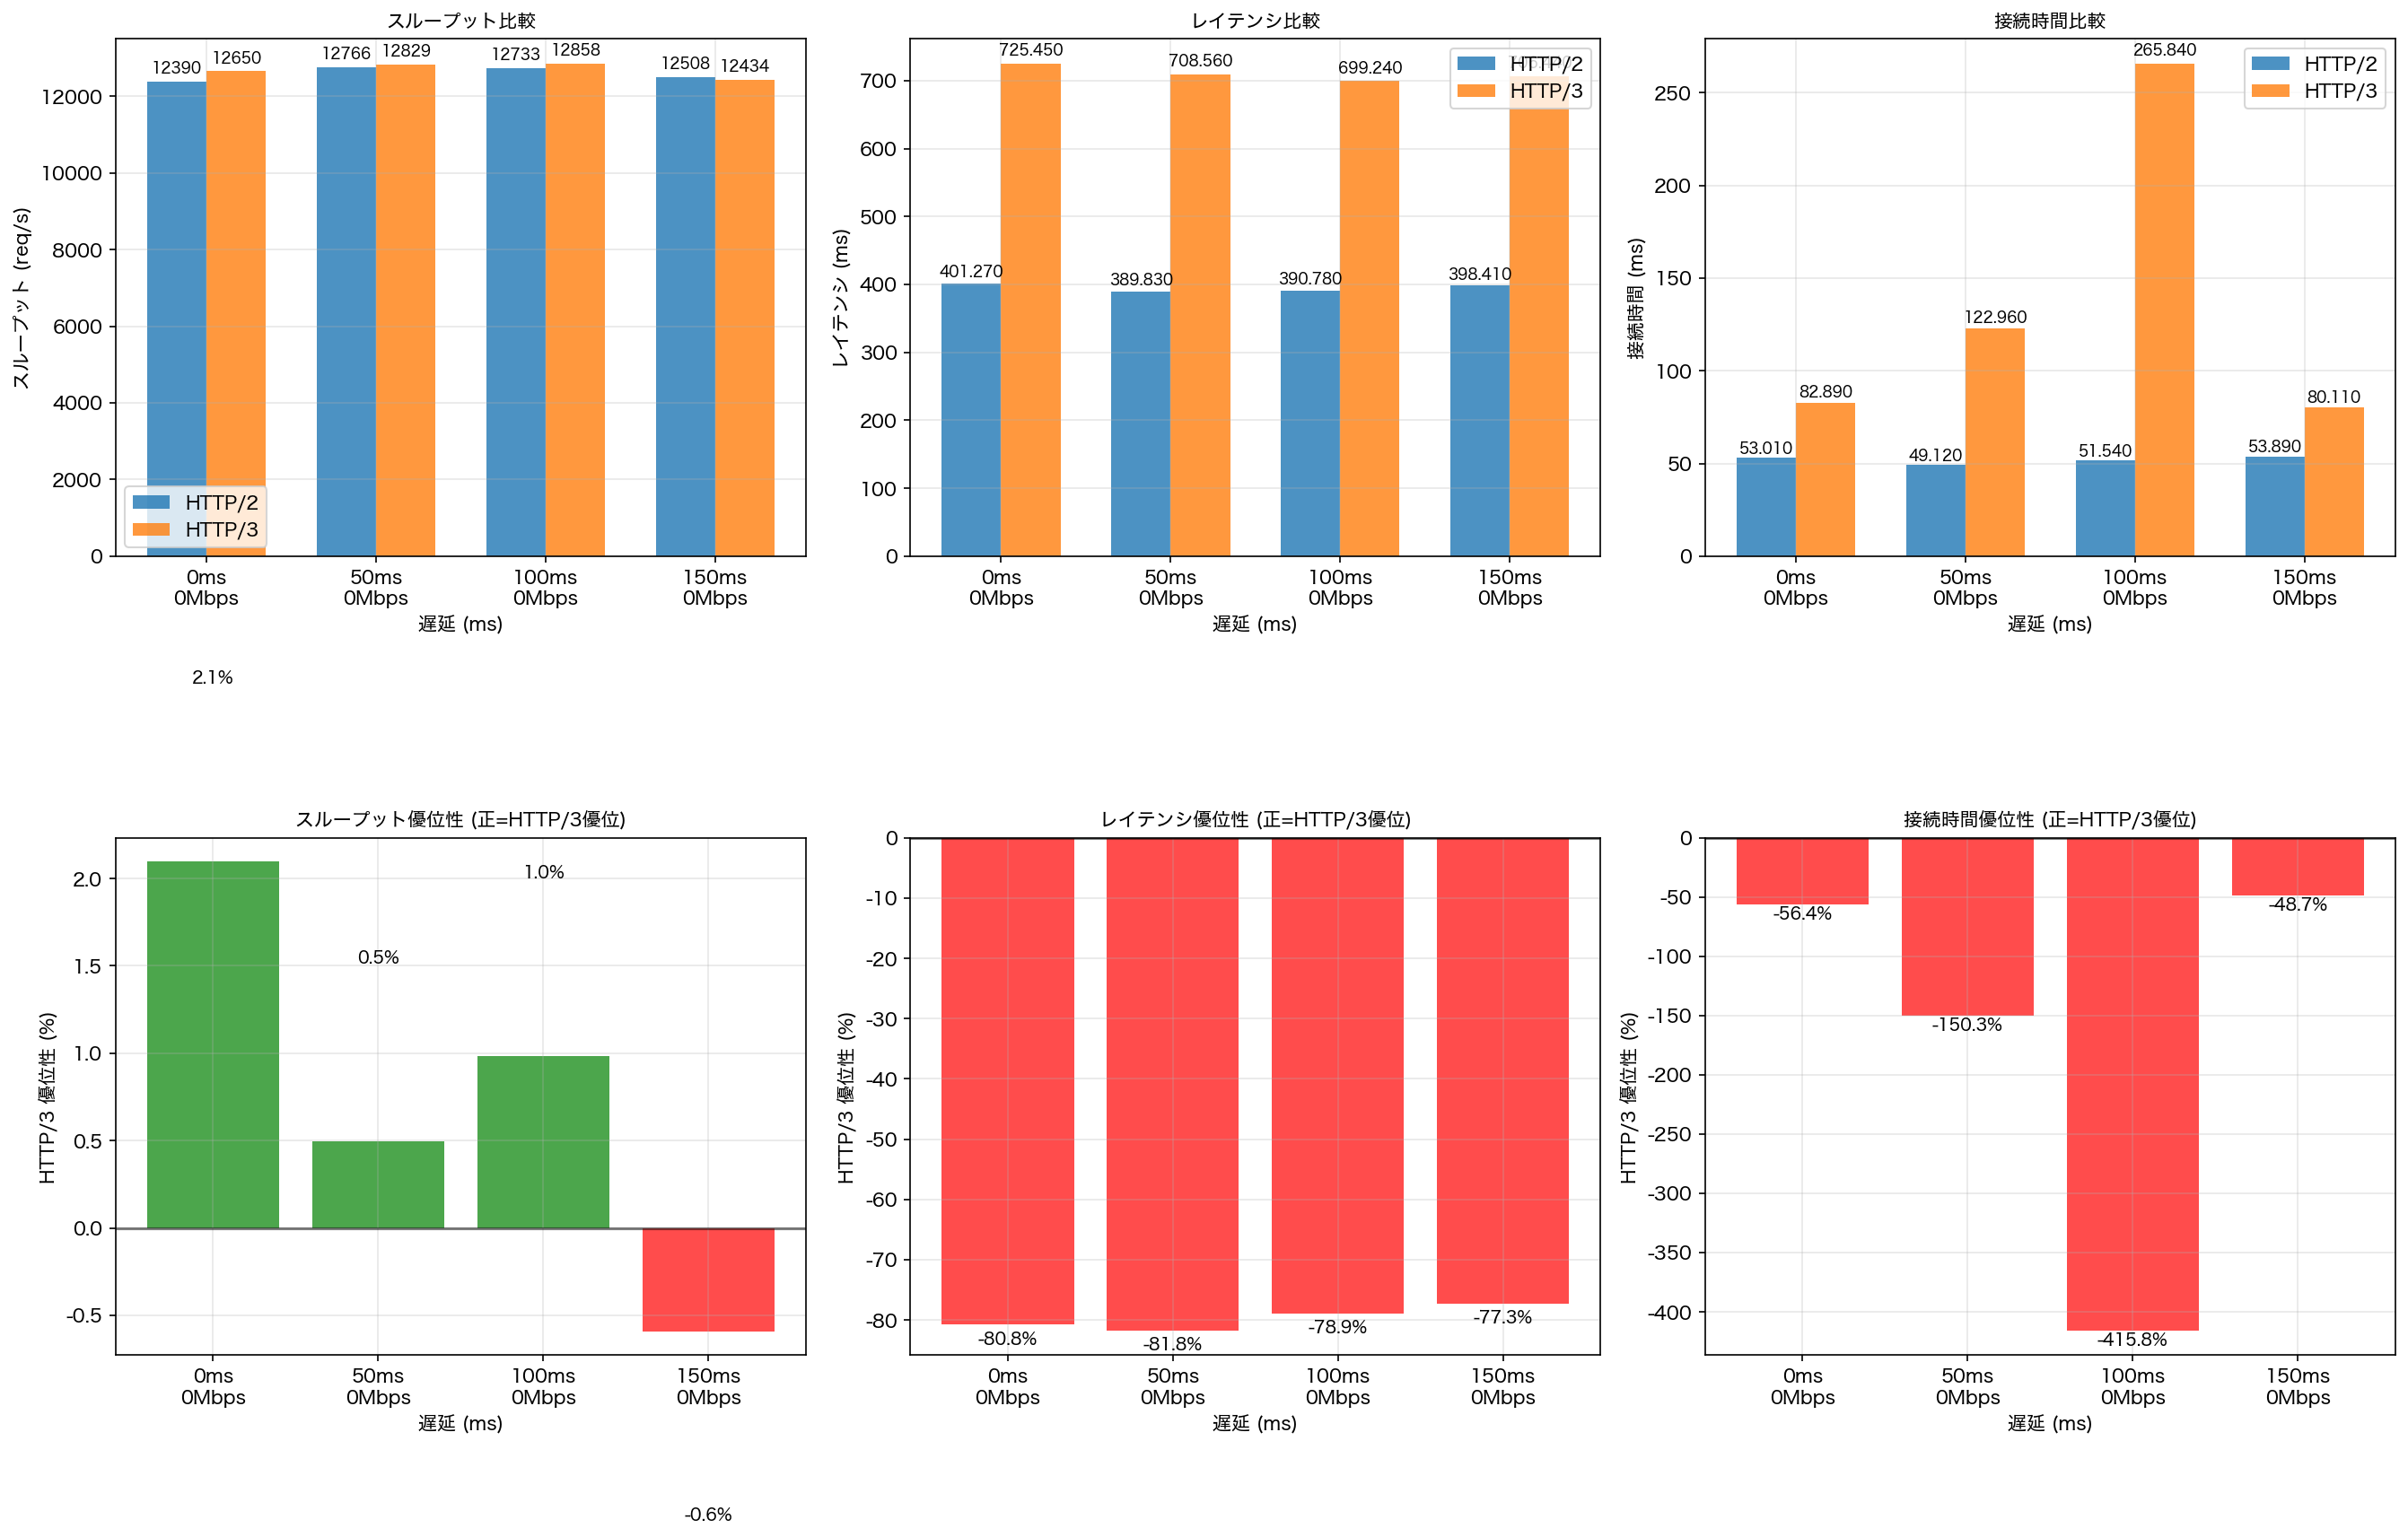 スループット比較
12390
12650
12766
12829
12733
12858
12508
12434
12000
10000
8000
6000
4000
2000
0
スループット (req/s)
HTTP/2
HTTP/3
0ms
0Mbps
50ms
0Mbps
100ms
0Mbps
150ms
0Mbps
遅延 (ms)
レイテンシ比較
725.450
708.560
699.240
401.270
389.830
390.780
398.410
700
600
500
400
300
200
100
0
レイテンシ (ms)
HTTP/2
HTTP/3
0ms
0Mbps
50ms
0Mbps
100ms
0Mbps
150ms
0Mbps
遅延 (ms)
接続時間比較
265.840
122.960
82.890
80.110
53.010
49.120
51.540
53.890
250
200
150
100
50
0
接続時間 (ms)
HTTP/2
HTTP/3
0ms
0Mbps
50ms
0Mbps
100ms
0Mbps
150ms
0Mbps
遅延 (ms)
2.1%
スループット優位性 (正=HTTP/3優位)
1.0%
0.5%
2.0
1.5
1.0
0.5
0.0
-0.5
HTTP/3 優位性 (%)
0ms
0Mbps
50ms
0Mbps
100ms
0Mbps
150ms
0Mbps
遅延 (ms)
-0.6%
レイテンシ優位性 (正=HTTP/3優位)
0
-10
-20
-30
-40
-50
-60
-70
-80
HTTP/3 優位性 (%)
-80.8%
-81.8%
-78.9%
-77.3%
0ms
0Mbps
50ms
0Mbps
100ms
0Mbps
150ms
0Mbps
遅延 (ms)
接続時間優位性 (正=HTTP/3優位)
0
-50
-100
-150
-200
-250
-300
-350
-400
HTTP/3 優位性 (%)
-56.4%
-150.3%
-415.8%
-48.7%
0ms
0Mbps
50ms
0Mbps
100ms
0Mbps
150ms
0Mbps
遅延 (ms)